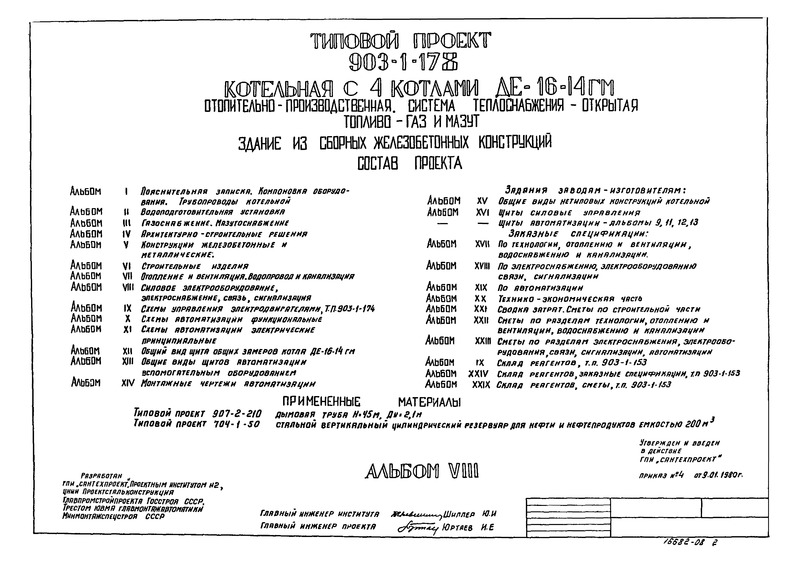 ТИПОВОЙ ПРОЕКТ
903-1-178
КОТЕЛЬНАЯ С 4 КОТЛАМИ ДЕ-16-14ГМ
ОТОПИТЕЛЬНО-ПРОИЗВОДСТВЕННАЯ. СИСТЕМА ТЕПЛОСНАБЖЕНИЯ - ОТКРЫТАЯ
ТОПЛИВО - ГАЗ И МАЗУТ
ЗДАНИЕ ИЗ СБОРНЫХ ЖЕЛЕЗОБЕТОННЫХ КОНСТРУКЦИЙ
СОСТАВ ПРОЕКТА
АЛЬБОМ I ПОЯСНИТЕЛЬНАЯ ЗАПИСКА. КОМПОНОВКА ОБОРУДО-
ВАНИЯ. ТРУБОПРОВОДЫ КОТЕЛЬНОЙ
АЛЬБОМ II ВОДОПОДГОТОВИТЕЛЬНАЯ УСТАНОВКА
АЛЬБОМ III ГАЗОСНАБЖЕНИЕ. МАЗУТОСНАБЖЕНИЕ
АЛЬБОМ IV АРХИТЕКТУРНО-СТРОИТЕЛЬНЫЕ РЕШЕНИЯ
АЛЬБОМ V КОНСТРУКЦИИ ЖЕЛЕЗОБЕТОННЫЕ И
МЕТАЛЛИЧЕСКИЕ.
АЛЬБОМ VI СТРОИТЕЛЬНЫЕ ИЗДЕЛИЯ
АЛЬБОМ VII ОТОПЛЕНИЕ И ВЕНТИЛЯЦИЯ. ВОДОПРОВОД И КАНАЛИЗАЦИЯ
АЛЬБОМ VIII СИЛОВОЕ ЭЛЕКТРООБОРУДОВАНИЕ,
ЭЛЕКТРОСНАБЖЕНИЕ, СВЯЗЬ, СИГНАЛИЗАЦИЯ
АЛЬБОМ IX СХЕМЫ УПРАВЛЕНИЯ ЭЛЕКТРОДВИГАТЕЛЯМИ, Т.П. 903-1-174
АЛЬБОМ X СХЕМЫ АВТОМАТИЗАЦИИ ФУНКЦИОНАЛЬНЫЕ
АЛЬБОМ XI СХЕМЫ АВТОМАТИЗАЦИИ ЭЛЕКТРИЧЕСКИЕ
ПРИНЦИПИАЛЬНЫЕ
АЛЬБОМ XII ОБЩИЙ ВИД ЩИТА ОБЩИХ ЗАМЕРОВ КОТЛА ДЕ-16-14 ГМ
АЛЬБОМ XIII ОБЩИЕ ВИДЫ ЩИТОВ АВТОМАТИЗАЦИИ
ВСПОМОГАТЕЛЬНЫМ ОБОРУДОВАНИЕМ
АЛЬБОМ XIV МОНТАЖНЫЕ ЧЕРТЕЖИ АВТОМАТИЗАЦИИ
ЗАДАНИЯ ЗАВОДАМ-ИЗГОТОВИТЕЛЯМ:
АЛЬБОМ XV ОБЩИЕ ВИДЫ НЕТИПОВЫХ КОНСТРУКЦИЙ КОТЕЛЬНОЙ
АЛЬБОМ XVI ЩИТЫ СИЛОВЫЕ УПРАВЛЕНИЯ
— — ЩИТЫ АВТОМАТИЗАЦИИ - АЛЬБОМЫ 9, 11, 12, 13
ЗАКАЗНЫЕ СПЕЦИФИКАЦИИ:
АЛЬБОМ XVII ПО ТЕХНОЛОГИИ, ОТОПЛЕНИЮ И ВЕНТИЛЯЦИИ,
ВОДОСНАБЖЕНИЮ И КАНАЛИЗАЦИИ.
АЛЬБОМ XVIII ПО ЭЛЕКТРОСНАБЖЕНИЮ, ЭЛЕКТРООБОРУДОВАНИЮ
СВЯЗИ, СИГНАЛИЗАЦИИ
АЛЬБОМ XIX ПО АВТОМАТИЗАЦИИ
АЛЬБОМ XX ТЕХНИКО-ЭКОНОМИЧЕСКАЯ ЧАСТЬ
АЛЬБОМ XXI СВОДКА ЗАТРАТ. СМЕТЫ ПО СТРОИТЕЛЬНОЙ ЧАСТИ
АЛЬБОМ XXII СМЕТЫ ПО РАЗДЕЛАМ ТЕХНОЛОГИИ, ОТОПЛЕНИЮ И
ВЕНТИЛЯЦИИ, ВОДОСНАБЖЕНИЮ И КАНАЛИЗАЦИИ
АЛЬБОМ XXIII СМЕТЫ ПО РАЗДЕЛАМ ЭЛЕКТРОСНАБЖЕНИЯ, ЭЛЕКТРООБО-
РУДОВАНИЯ, СВЯЗИ, СИГНАЛИЗАЦИИ, АВТОМАТИЗАЦИИ
АЛЬБОМ IX СКЛАД РЕАГЕНТОВ, Т.П. 903-1-153
АЛЬБОМ XXIV СКЛАД РЕАГЕНТОВ, ЗАКАЗНЫЕ СПЕЦИФИКАЦИИ, ТП 903-1-153
АЛЬБОМ XXIX СКЛАД РЕАГЕНТОВ, СМЕТЫ, Т.П. 903-1-153
ПРИМЕНЕННЫЕ МАТЕРИАЛЫ
ТИПОВОЙ ПРОЕКТ 907-2-210 ДЫМОВАЯ ТРУБА Н=45М, Ду=2,1М
ТИПОВОЙ ПРОЕКТ 704-1-50 СТАЛЬНОЙ ВЕРТИКАЛЬНЫЙ ЦИЛИНДРИЧЕСКИЙ РЕЗЕРВУАР ДЛЯ НЕФТИ И НЕФТЕПРОДУКТОВ ЕМКОСТЬЮ 200 М³
УТВЕРЖДЕН И ВВЕДЕН
В ДЕЙСТВИЕ
ГПИ „САНТЕХПРОЕКТ"
ПРИКАЗ №4 ОТ 9.01.1980г.
АЛЬБОМ VIII
РАЗРАБОТАН
ГПИ „САНТЕХПРОЕКТ", ПРОЕКТНЫМ ИНСТИТУТОМ №2,
ЦНИИ ПРОЕКТСТАЛЬКОНСТРУКЦИЯ
ГЛАВПРОМСТРОЙПРОЕКТА ГОССТРОЯ СССР,
ТРЕСТОМ ЮВМА ГЛАВМОНТАЖАВТОМАТИКИ
МИНМОНТАЖСПЕЦСТРОЯ СССР
ГЛАВНЫЙ ИНЖЕНЕР ИНСТИТУТА ШИЛЛЕР Ю.И
ГЛАВНЫЙ ИНЖЕНЕР ПРОЕКТА ЮРТАЕВ И.Е
16682-08 2